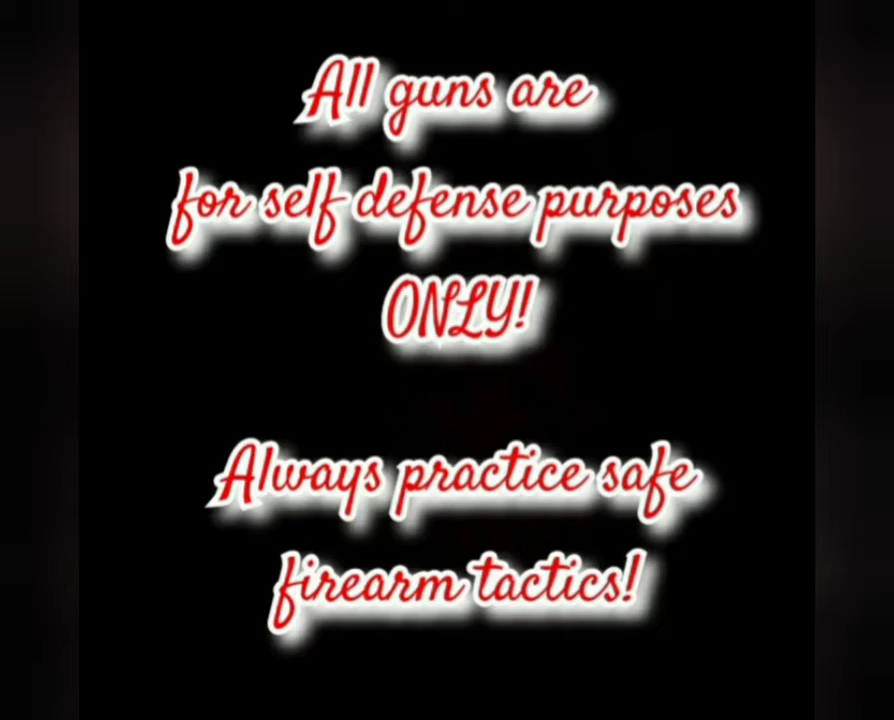 All guns are
for self defense purposes
ONLY!
Always practice safe
firearm tactics!